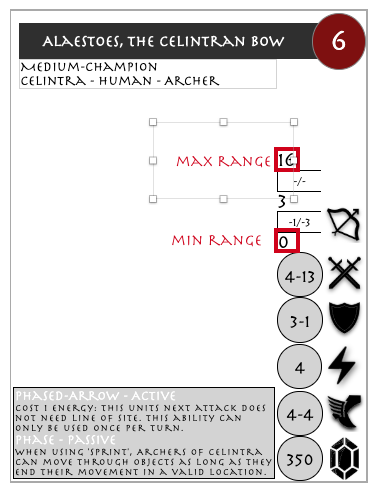 Alaestoes, the Celintran Bow
6
Medium-Champion
Celintra - Human - Archer
max range
16
-/-
3
-1/-3
min range
0
4-13
3-1
4
4-4
350
Phased-Arrow - Active
Cost 1 energy: this units next attack does
not need line of site. This ability can
only be used once per turn.
Phase - Passive
When using 'Sprint', Archers of Celintra
can move through objects as long as they
end their movement in a valid location.